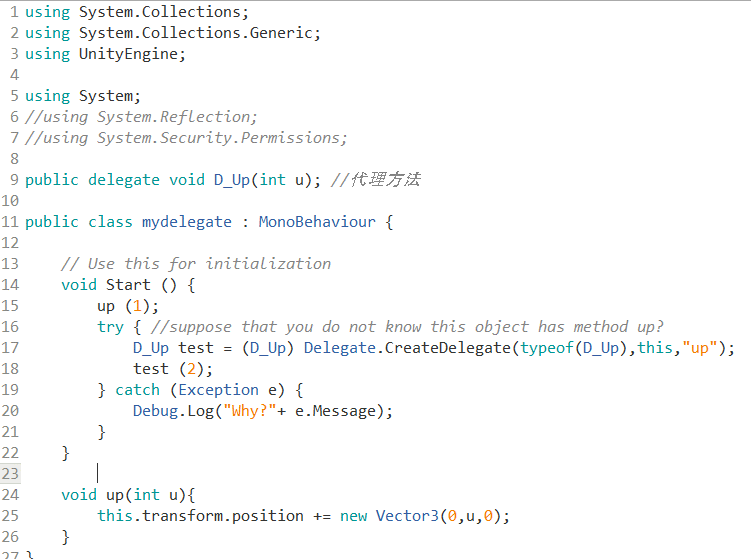 1 using System.Collections;
2 using System.Collections.Generic;
3 using UnityEngine;
4
5 using System;
6 //using System.Reflection;
7 //using System.Security.Permissions;
8
9 public delegate void D_Up(int u); //代理方法
10
11 public class mydelegate : MonoBehaviour {
12
13     // Use this for initialization
14     void Start () {
15         up (1);
16         try { //suppose that you do not know this object has method up?
17             D_Up test = (D_Up) Delegate.CreateDelegate(typeof(D_Up),this,"up");
18             test (2);
19         } catch (Exception e) {
20             Debug.Log("Why?"+ e.Message);
21         }
22     }
23
24     void up(int u){
25         this.transform.position += new Vector3(0,u,0);
26     }
27 }